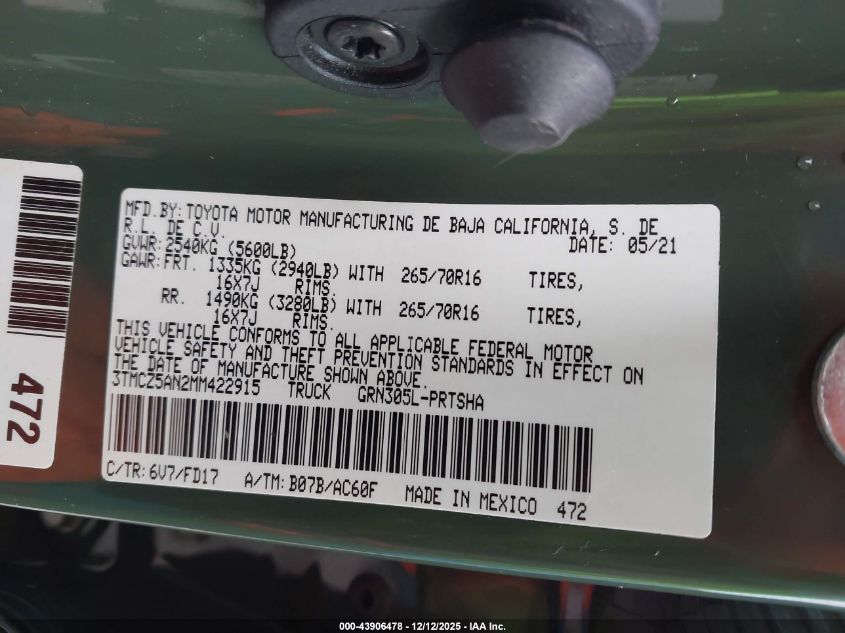 MFD.BY:TOYOTA MOTOR MANUFACTURING DE BAJA CALIFORNIA, S. DE
R.L. DE C.V. DATE: 05/21
GVWR:2540KG (5600LB)
GAWR:FRT. 1335KG (2940LB) WITH 265/70R16 TIRES,
16X7J RIMS.
RR. 1490KG (3280LB) WITH 265/70R16 TIRES,
16X7J RIMS.
THIS VEHICLE CONFORMS TO ALL APPLICABLE FEDERAL MOTOR
VEHICLE SAFETY AND THEFT PREVENTION STANDARDS IN EFFECT ON
THE DATE OF MANUFACTURE SHOWN ABOVE.
3TMCZ5AN2MM422915 TRUCK GRN305L-PRTSHA
C/TR:6V7/FD17 A/TM:B07B/AC60F MADE IN MEXICO 472
472
000-43906478 - 12/12/2025 - IAA Inc.